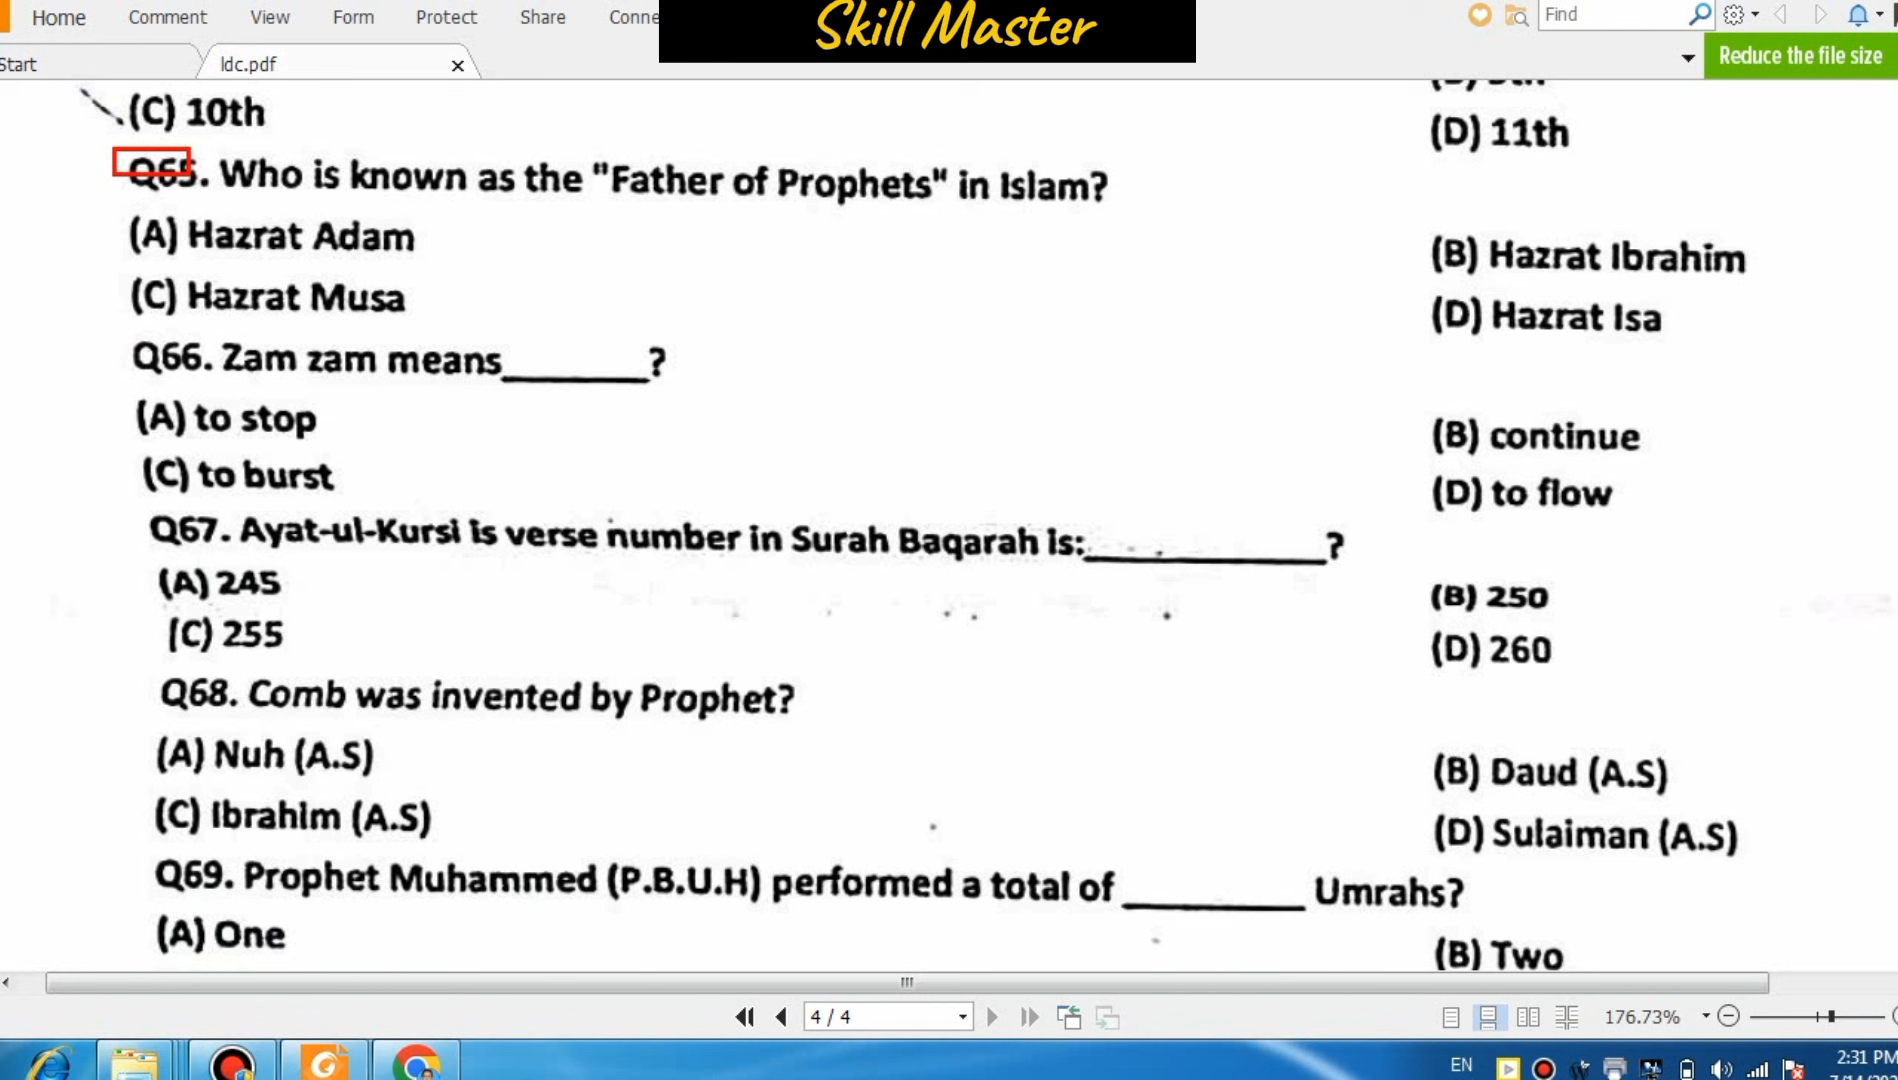 Home Comment View Form Protect Share Conne
Skill Master
Find
Start
ldc.pdf
Reduce the file size
(C) 10th
(D) 11th
Q65. Who is known as the "Father of Prophets" in Islam?
(A) Hazrat Adam
(B) Hazrat Ibrahim
(C) Hazrat Musa
(D) Hazrat Isa
Q66. Zam zam means_______?
(A) to stop
(B) continue
(C) to burst
(D) to flow
Q67. Ayat-ul-Kursi is verse number in Surah Baqarah is:____________?
(A) 245
(B) 250
(C) 255
(D) 260
Q68. Comb was invented by Prophet?
(A) Nuh (A.S)
(B) Daud (A.S)
(C) Ibrahim (A.S)
(D) Sulaiman (A.S)
Q69. Prophet Muhammed (P.B.U.H) performed a total of _________ Umrahs?
(A) One
(B) Two
4 / 4
176.73%
EN
2:31 PM